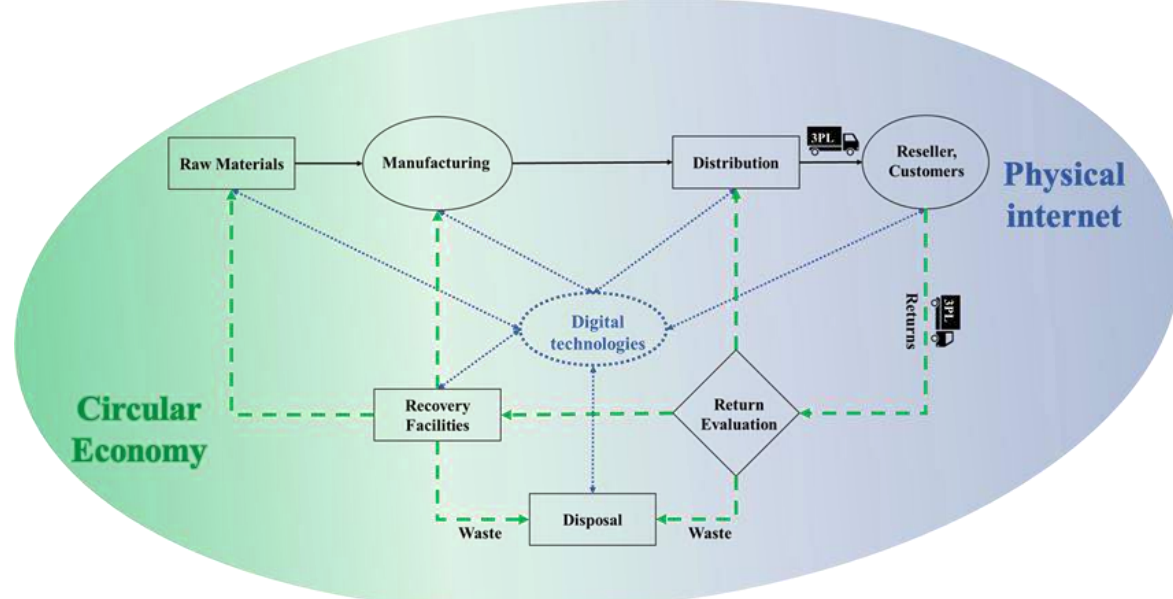 3PL
Raw Materials
Manufacturing
Distribution
Reseller,
Customers
Physical
internet
Digital
technologies
Returns
3PL
Circular
Economy
Recovery
Facilities
Return
Evaluation
Disposal
Waste
Waste